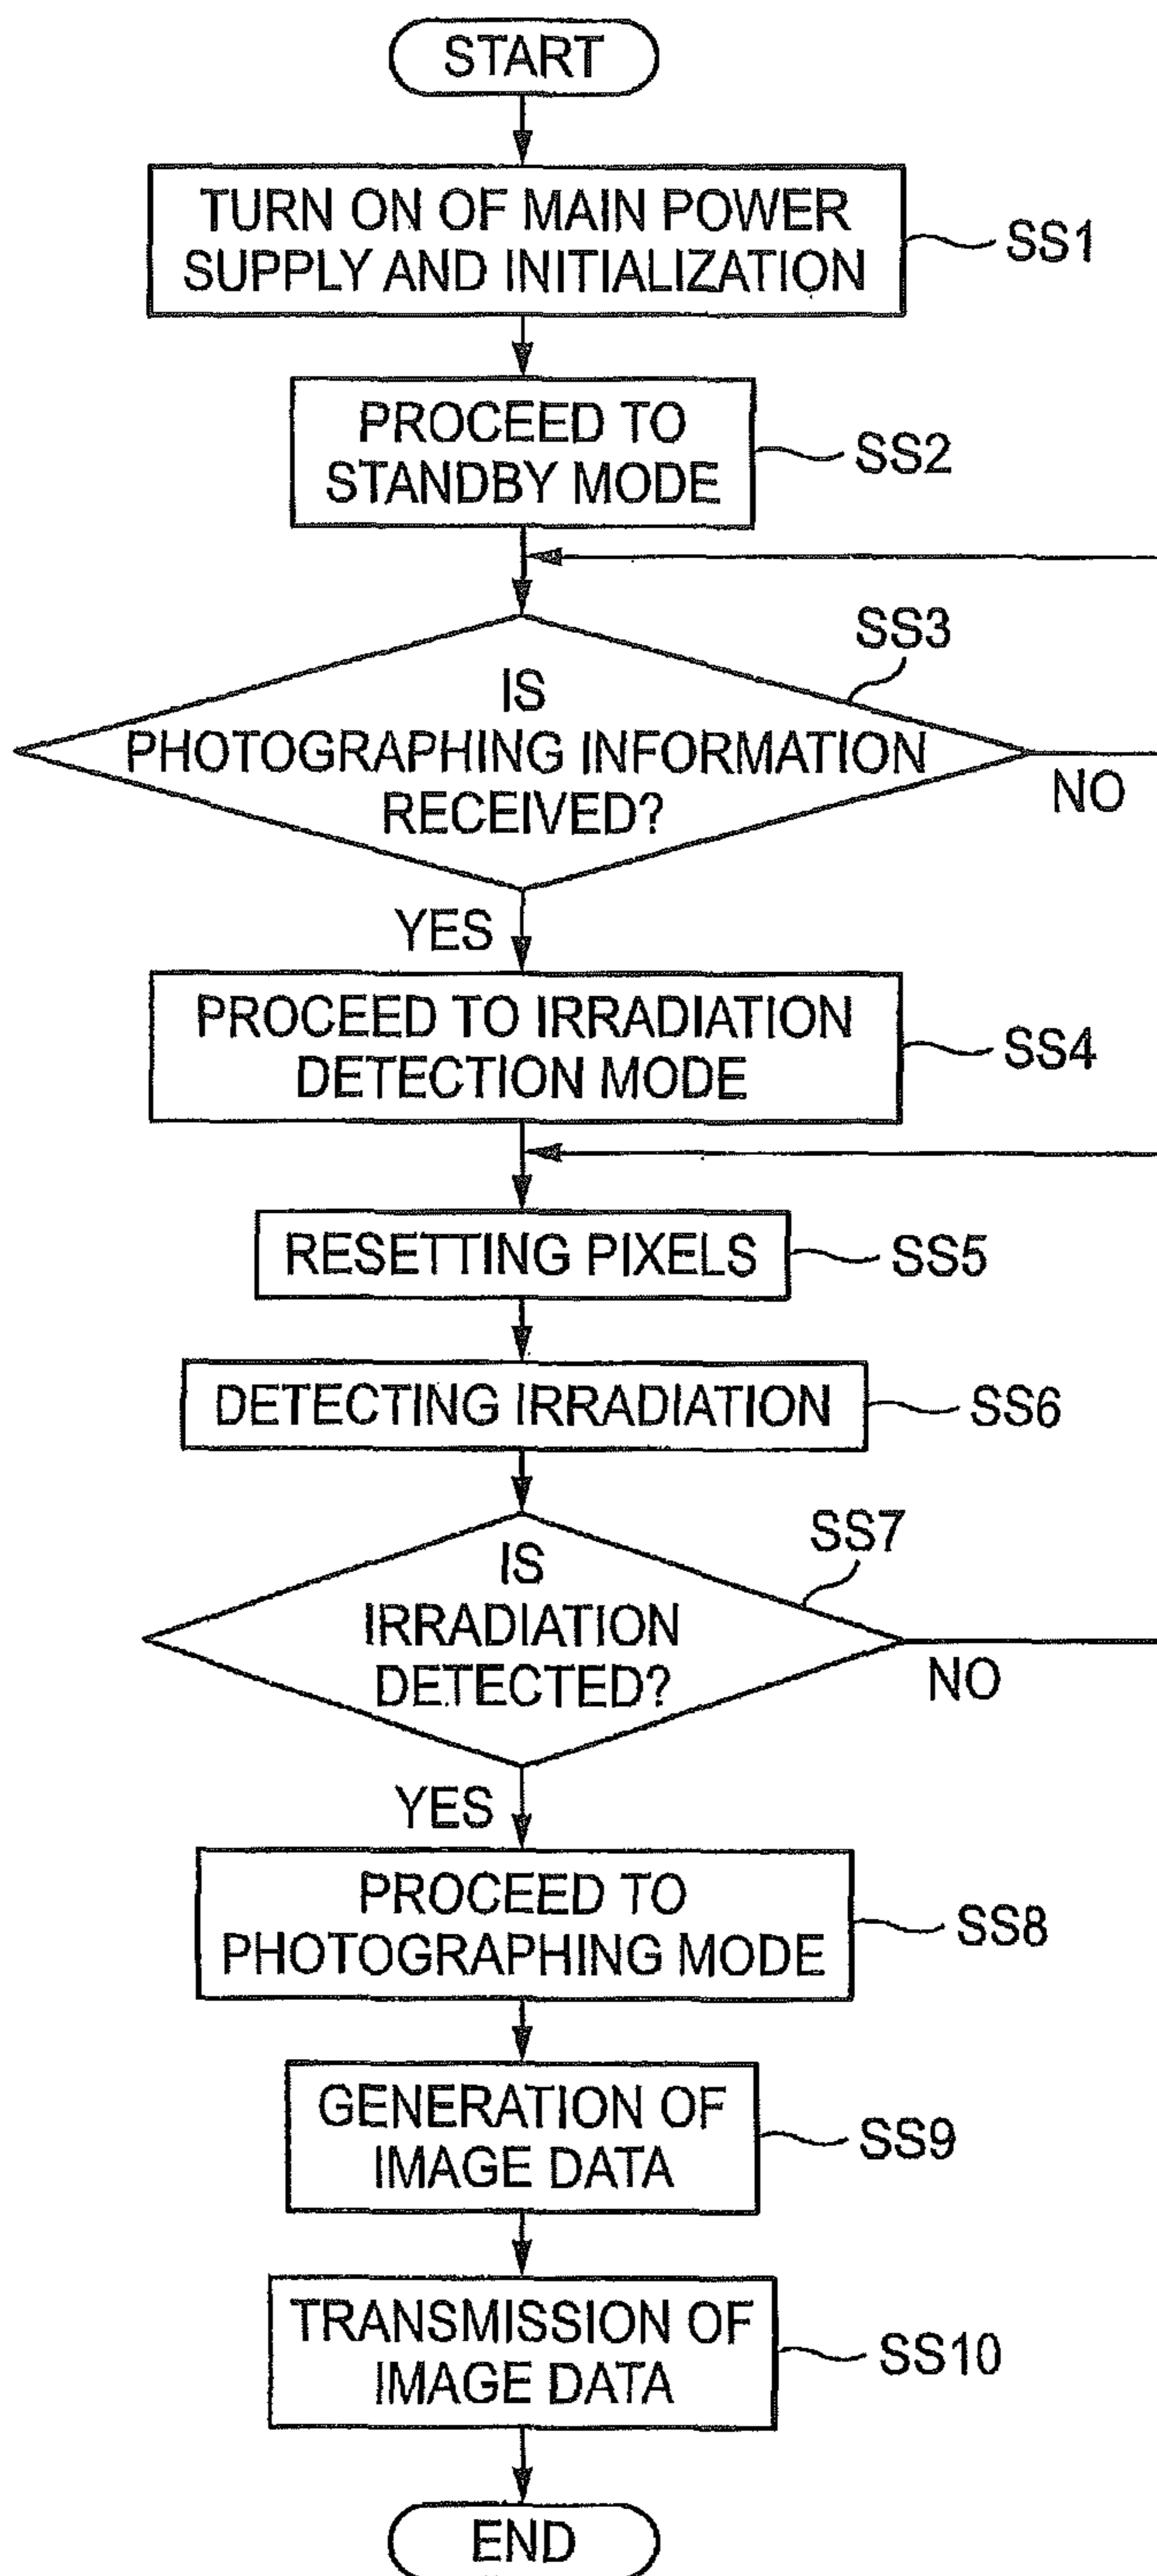 START
TURN ON OF MAIN POWER
SUPPLY AND INITIALIZATION
SS1
PROCEED TO
STANDBY MODE
SS2
SS3
IS
PHOTOGRAPHING INFORMATION
RECEIVED?
NO
YES
PROCEED TO IRRADIATION
DETECTION MODE
SS4
RESETTING PIXELS
SS5
DETECTING IRRADIATION
SS6
SS7
IS
IRRADIATION
DETECTED?
NO
YES
PROCEED TO
PHOTOGRAPHING MODE
SS8
GENERATION OF
IMAGE DATA
SS9
TRANSMISSION OF
IMAGE DATA
SS10
END